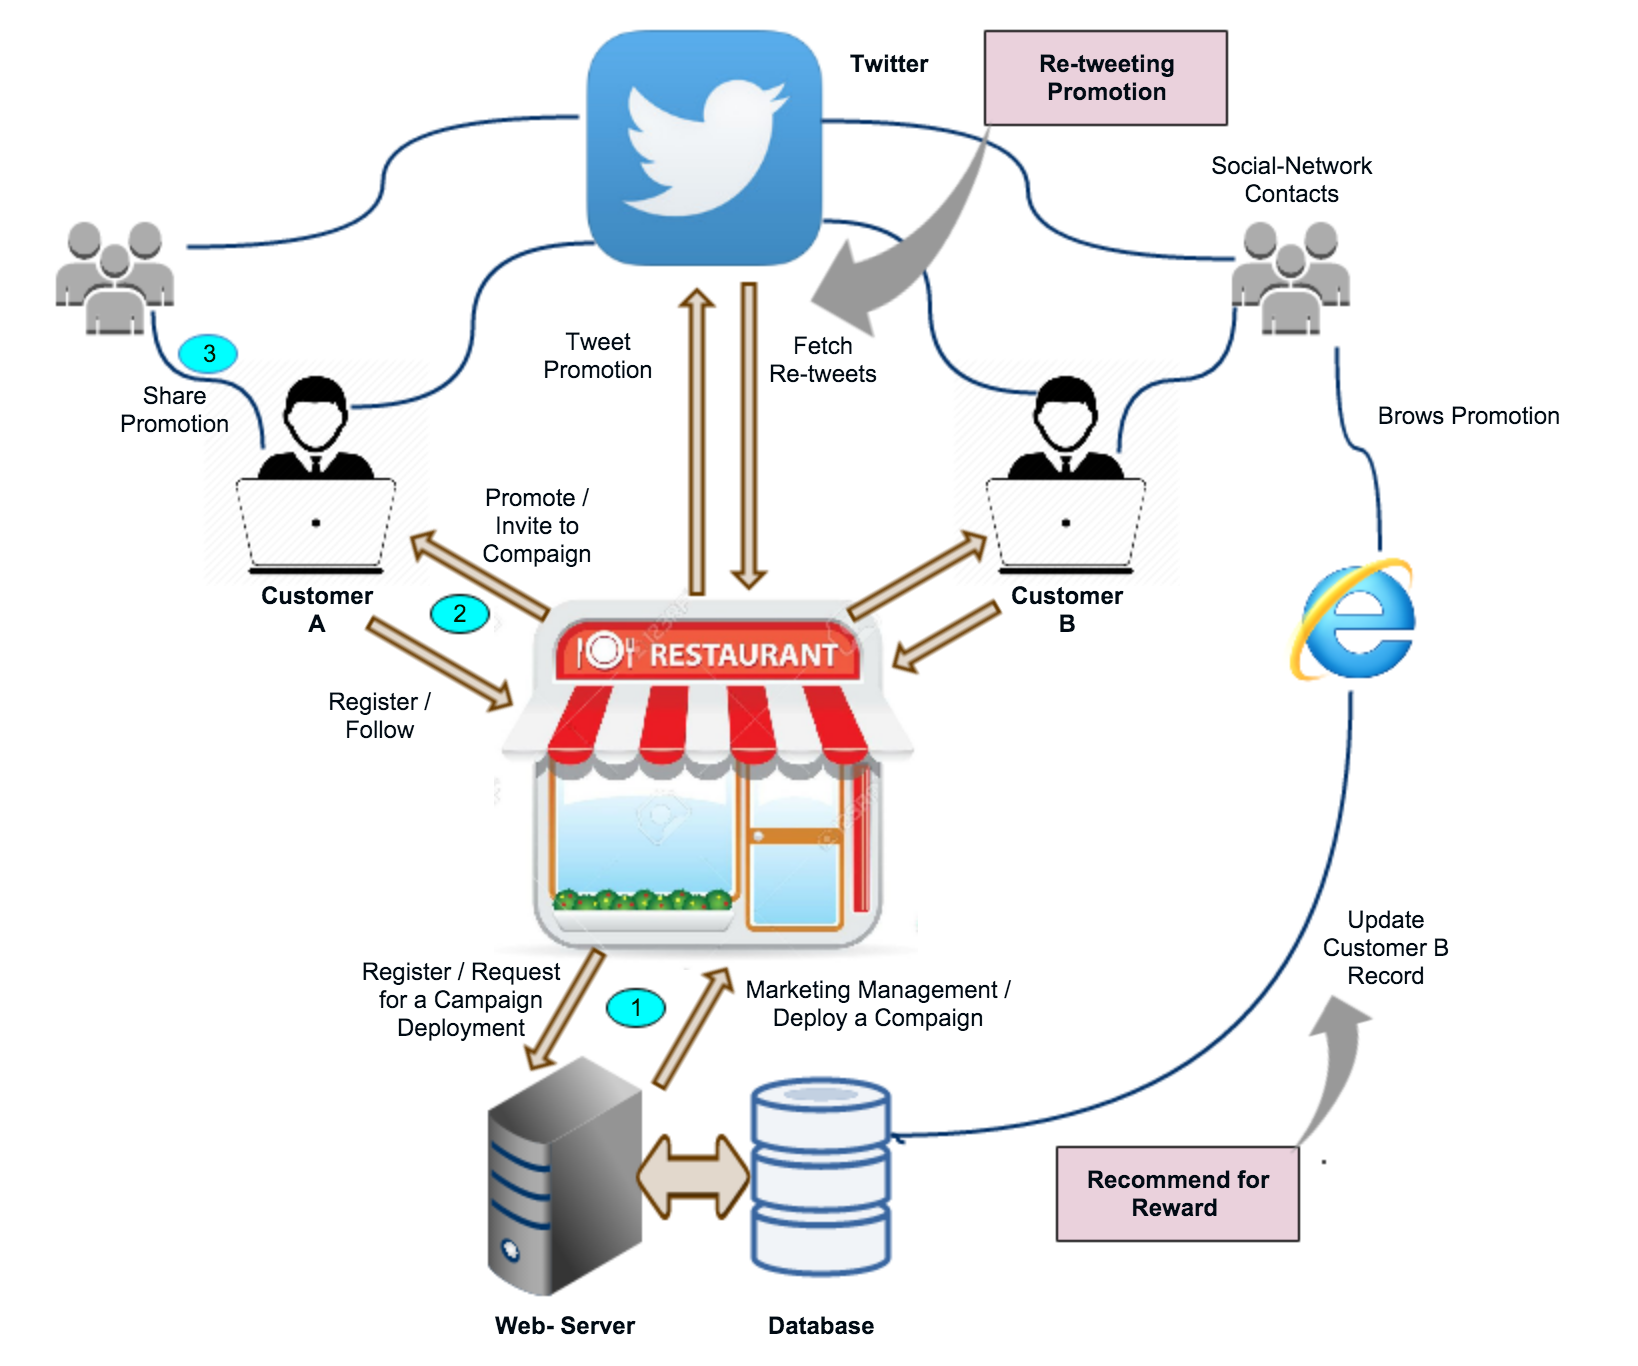 Twitter
Re-tweeting
Promotion
Social-Network
Contacts
3
Share
Promotion
Tweet
Promotion
Fetch
Re-tweets
Brows Promotion
Promote /
Invite to
Compaign
Customer
A
2
Customer
B
Register /
Follow
RESTAURANT
Register / Request
for a Campaign
Deployment
1
Marketing Management /
Deploy a Compaign
Update
Customer B
Record
Recommend for
Reward
Web- Server
Database